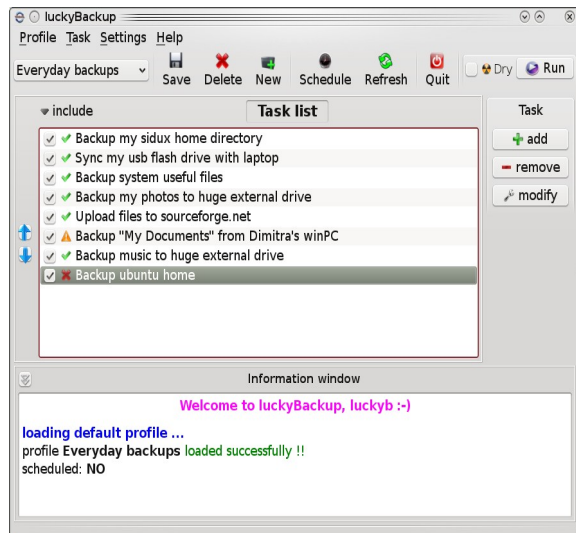 luckyBackup
Profile Task Settings Help
Everyday backups
Save
Delete
New
Schedule
Refresh
Quit
Dry
Run
include
Task list
Task
Backup my sidux home directory
Sync my usb flash drive with laptop
Backup system useful files
Backup my photos to huge external drive
Upload files to sourceforge.net
Backup "My Documents" from Dimitra's winPC
Backup music to huge external drive
Backup ubuntu home
add
remove
modify
Information window
Welcome to luckyBackup, luckyb :-)
loading default profile ...
profile Everyday backups loaded successfully !!
scheduled: NO